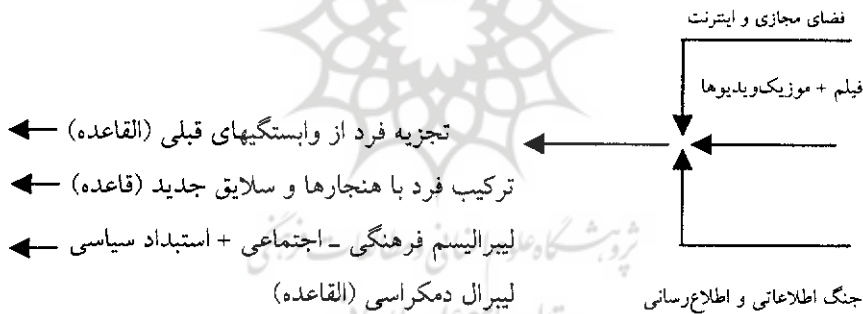 فضای مجازی و اینترنت
فیلم + موزیک‌ویدیوها
جنگ اطلاعاتی و اطلاع‌رسانی
تجزیه فرد از وابستگیهای قبلی (القاعده)
ترکیب فرد با هنجارها و سلایق جدید (قاعده)
لیبرالیسم فرهنگی ـ اجتماعی + استبداد سیاسی
لیبرال دمکراسی (القاعده)